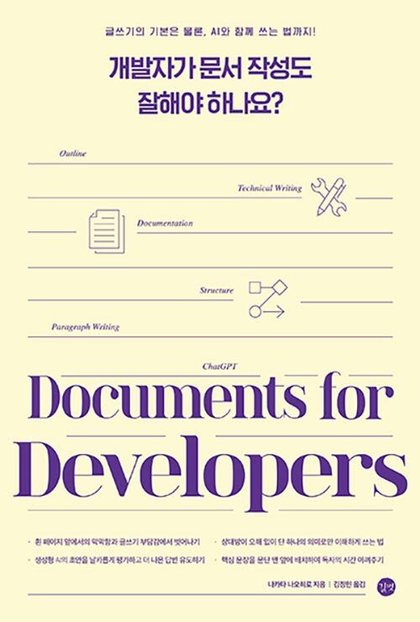 글쓰기의 기본은 물론, AI와 함께 쓰는 법까지!
개발자가 문서 작성도
잘해야 하나요?
Outline
Technical Writing
Documentation
Structure
Paragraph Writing
ChatGPT
Documents for
Developers
· 흰 페이지 앞에서의 막막함과 글쓰기 부담감에서 벗어나기
· 상대방이 오해 없이 단 하나의 의미로만 이해하게 쓰는 법
· 생성형 AI의 초안을 날카롭게 평가하고 더 나은 답변 유도하기
· 핵심 문장을 문단 맨 앞에 배치하여 독자의 시간 아껴주기
나카타 나오히로 지음 | 김정민 옮김
길벗